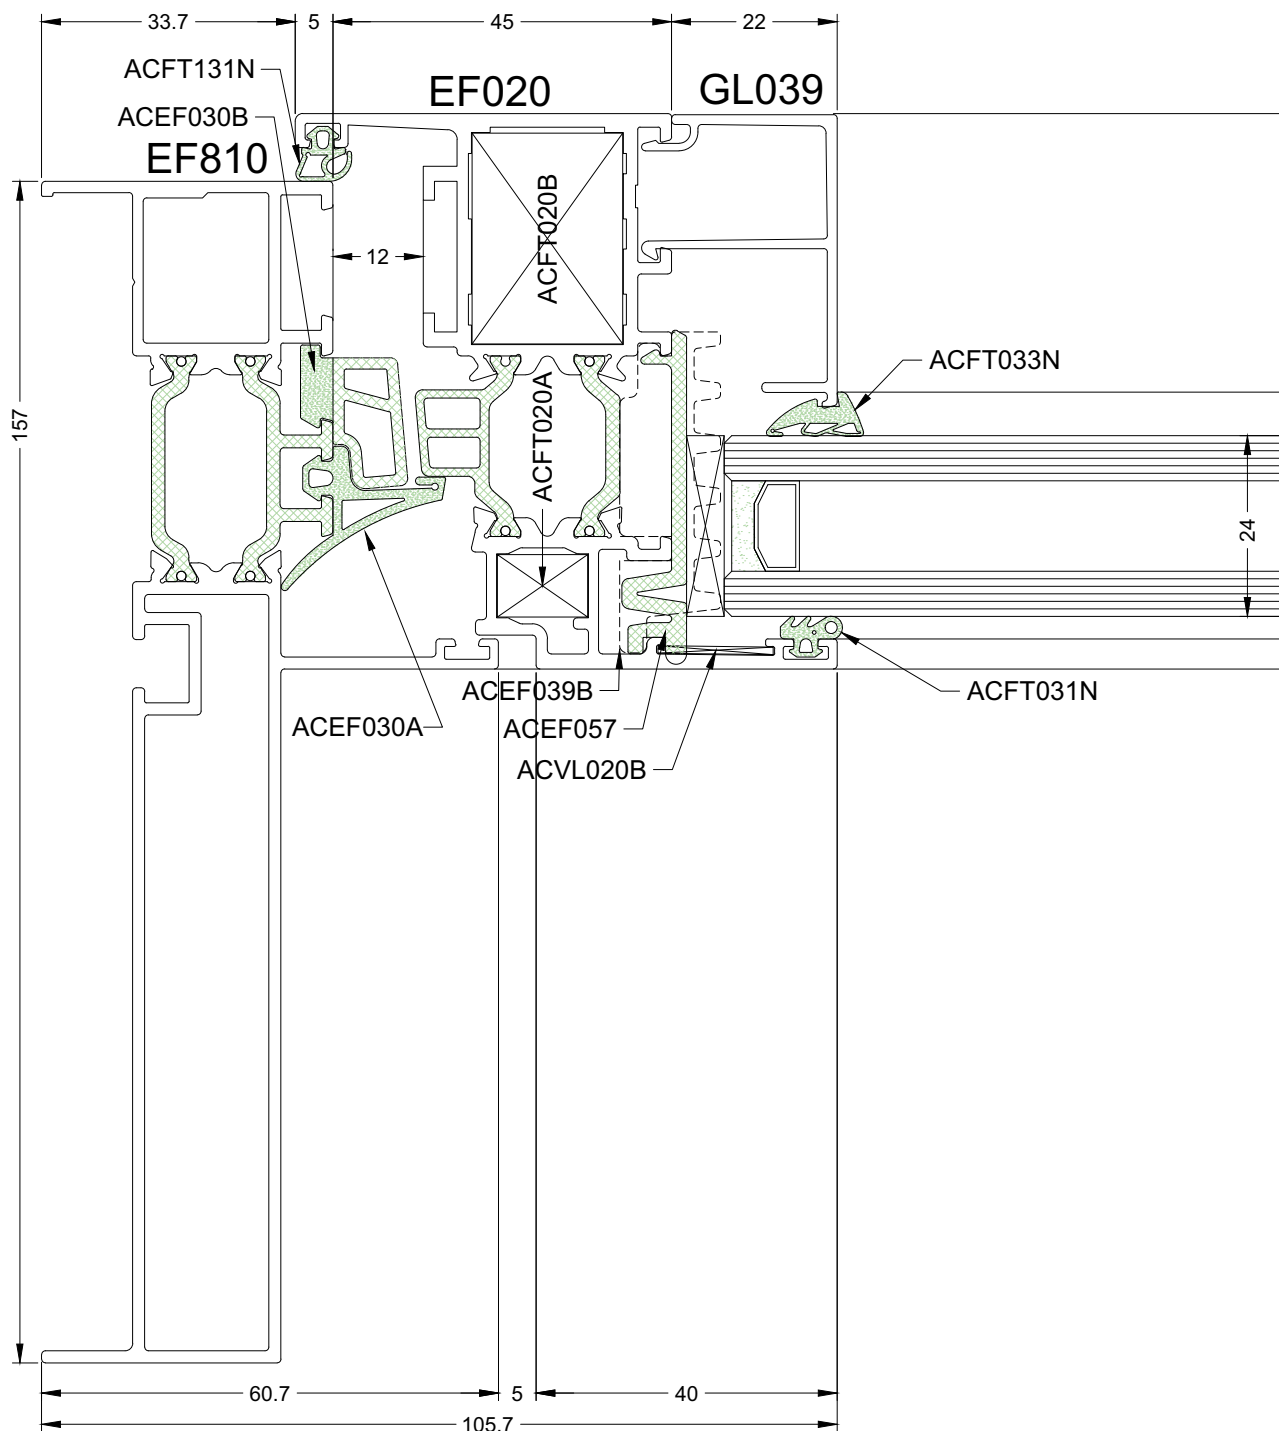 33.7
5
45
22
ACFT131N
EF020
GL039
ACEF030B
EF810
ACFT020B
12
ACFT033N
157
ACFT020A
24
ACEF039B
ACFT031N
ACEF030A
ACEF057
ACVL020B
60.7
5
40
105.7